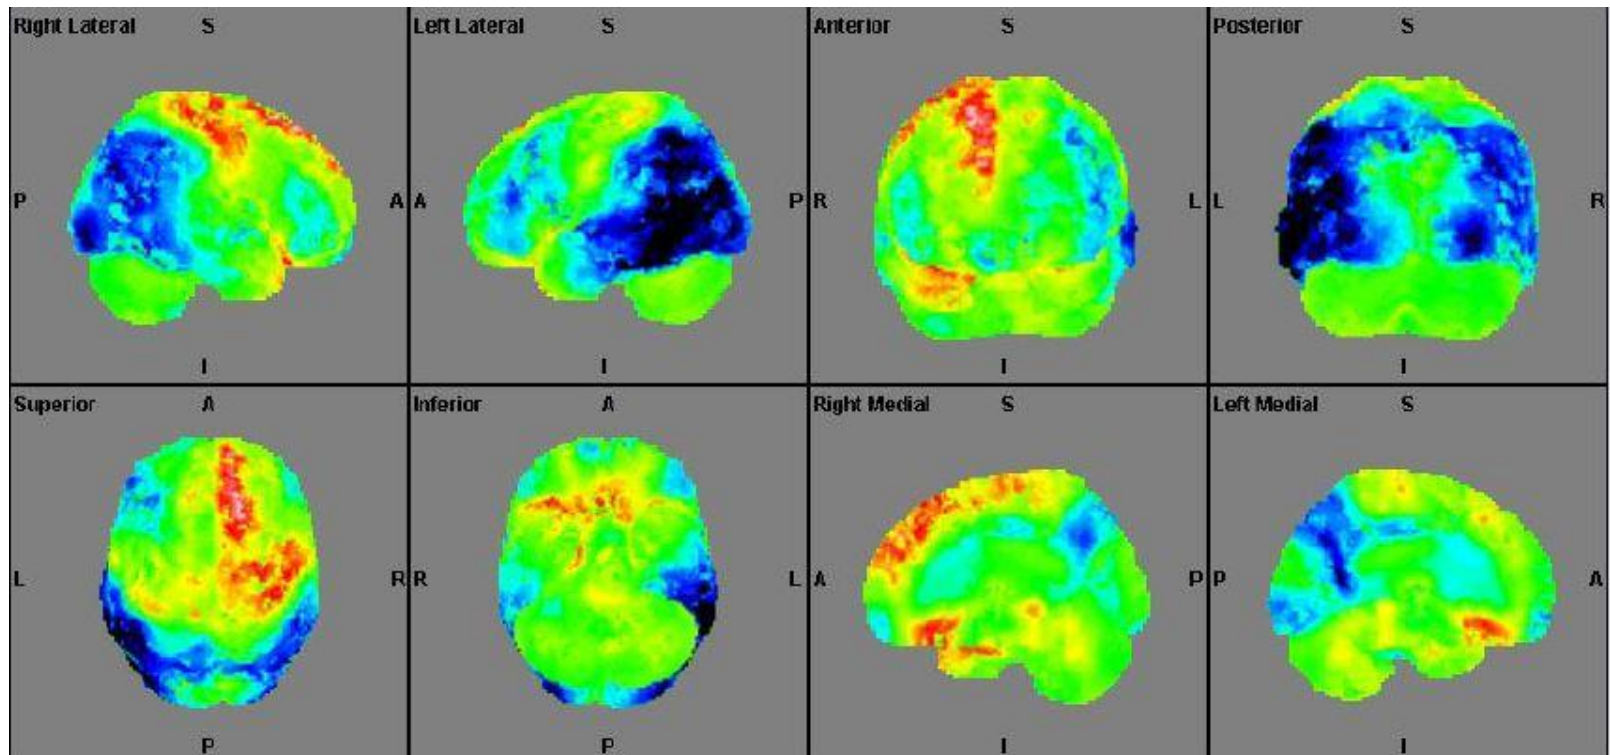 Right Lateral S
P A
I
Left Lateral S
A P
I
Anterior S
R L
I
Posterior S
L R
I
Superior A
L R
P
Inferior A
R L
P
Right Medial S
A P
I
Left Medial S
P A
I